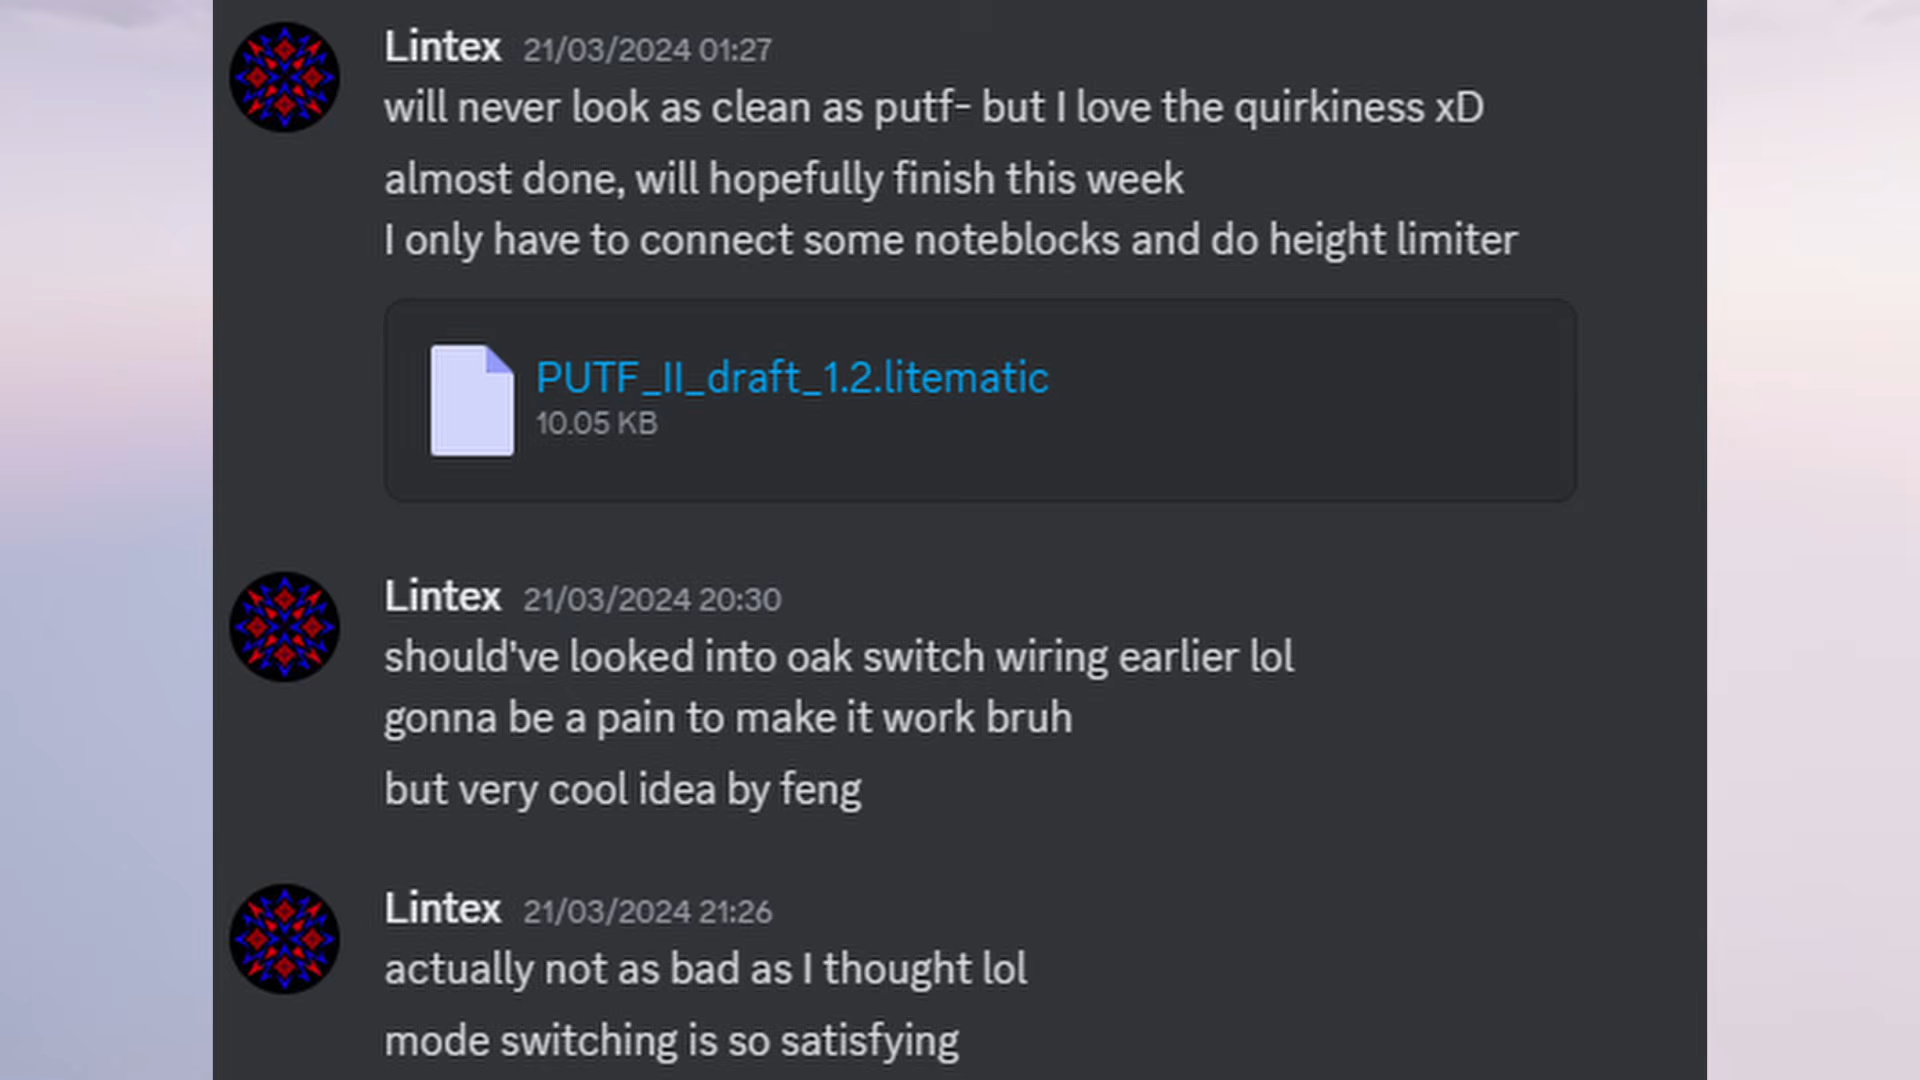 Lintex 21/03/2024 01:27
will never look as clean as putf- but I love the quirkiness xD
almost done, will hopefully finish this week
I only have to connect some noteblocks and do height limiter
PUTF_II_draft_1.2.litematic
10.05 KB
Lintex 21/03/2024 20:30
should've looked into oak switch wiring earlier lol
gonna be a pain to make it work bruh
but very cool idea by feng
Lintex 21/03/2024 21:26
actually not as bad as I thought lol
mode switching is so satisfying